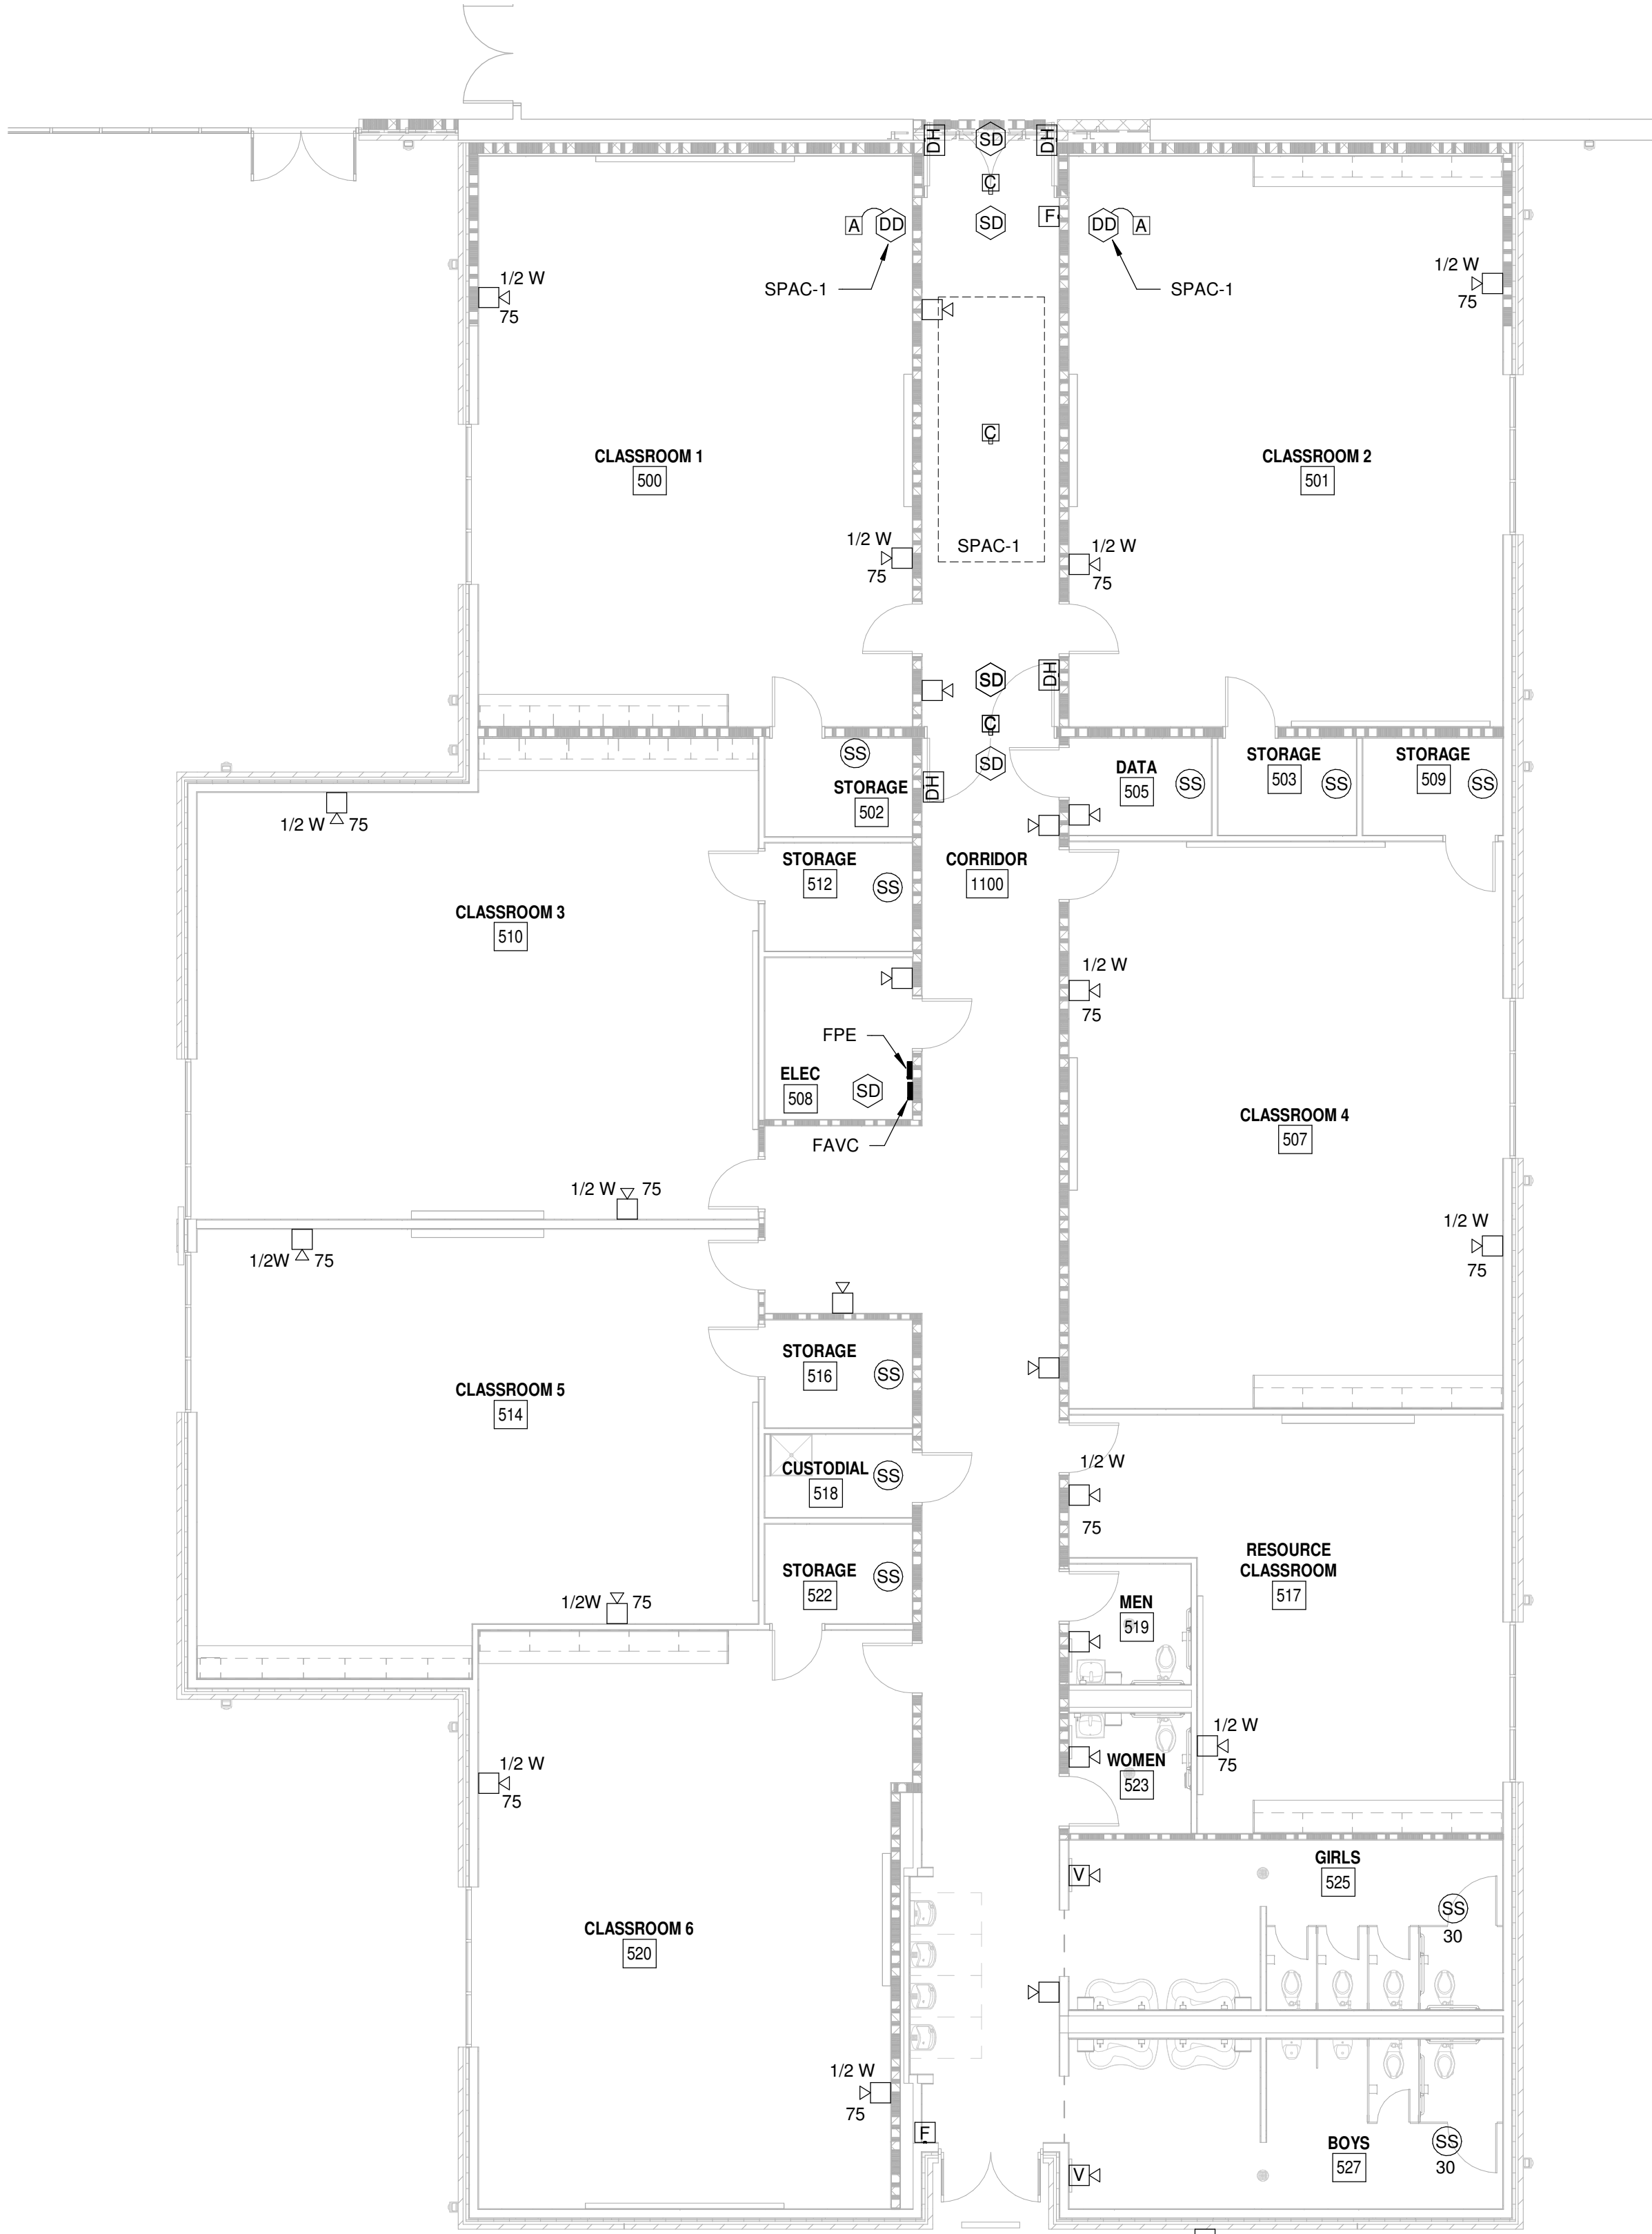 DH
SD
DH
C
A
DD
SD
F
DD
A
SPAC-1
SPAC-1
1/2 W
75
1/2 W
75
C
CLASSROOM 1
500
CLASSROOM 2
501
1/2 W
75
SPAC-1
1/2 W
75
SD
DH
C
SD
DH
SS
STORAGE
502
DATA
505
SS
STORAGE
503
SS
STORAGE
509
SS
1/2 W
75
STORAGE
512
SS
CORRIDOR
1100
CLASSROOM 3
510
1/2 W
75
FPE
ELEC
508
SD
FAVC
CLASSROOM 4
507
1/2 W
75
1/2 W
75
1/2W
75
STORAGE
516
SS
CLASSROOM 5
514
CUSTODIAL
518
SS
1/2 W
75
STORAGE
522
SS
RESOURCE
CLASSROOM
517
1/2W
75
MEN
519
1/2 W
75
WOMEN
523
1/2 W
75
GIRLS
525
V
SS
30
CLASSROOM 6
520
1/2 W
75
F
BOYS
527
SS
30
V